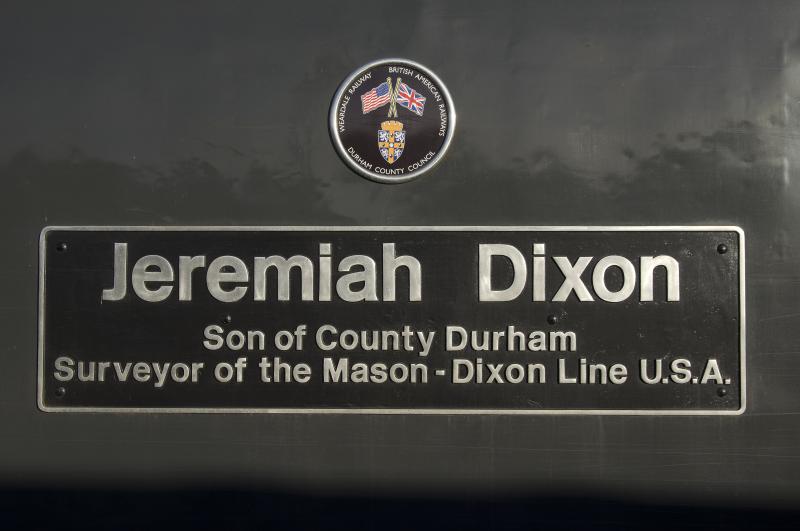 WEARDALE RAILWAY
BRITISH AMERICAN RAILWAYS
DURHAM COUNTY COUNCIL
Jeremiah Dixon
Son of County Durham
Surveyor of the Mason - Dixon Line U.S.A.